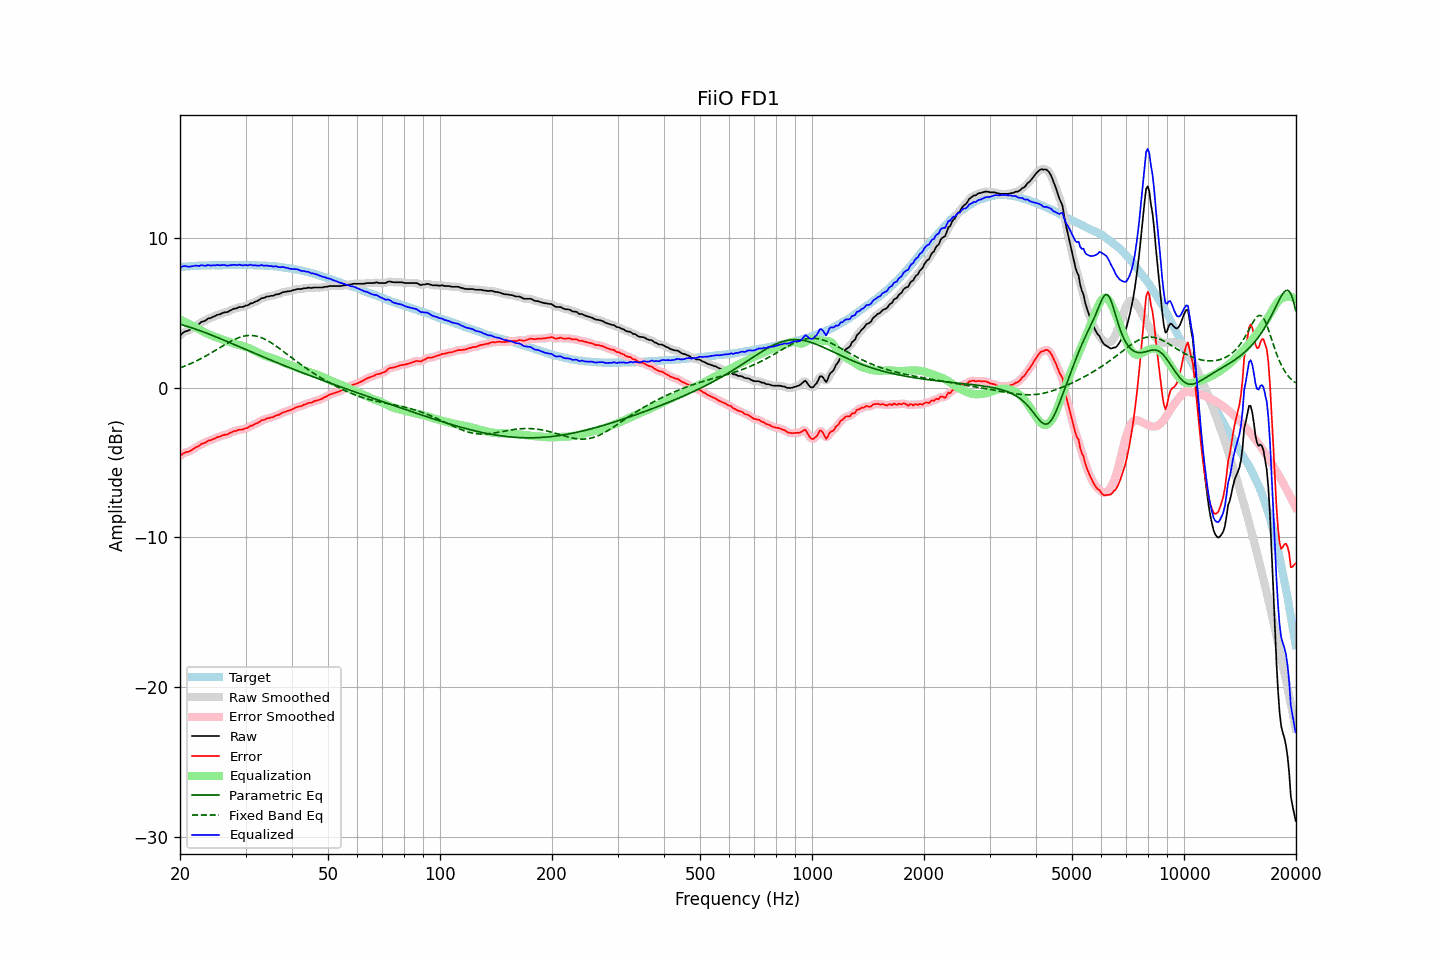 FiiO FD1
Amplitude (dBr)
10
0
−10
−20
−30
Target
Raw Smoothed
Error Smoothed
Raw
Error
Equalization
Parametric Eq
Fixed Band Eq
Equalized
20 50 100 200 500 1000 2000 5000 10000 20000
Frequency (Hz)